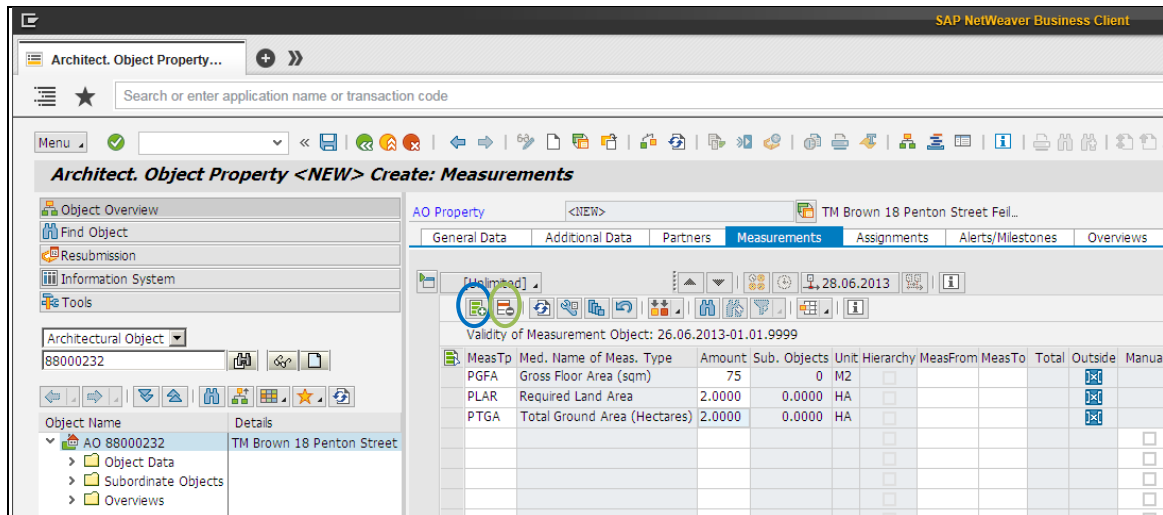 SAP NetWeaver Business Client
Architect. Object Property...
Search or enter application name or transaction code
Menu
Architect. Object Property <NEW> Create: Measurements
Object Overview
Find Object
Resubmission
Information System
Tools
Architectural Object
88000232
Object Name Details
AO 88000232 TM Brown 18 Penton Street
Object Data
Subordinate Objects
Overviews
AO Property <NEW> TM Brown 18 Penton Street Feil...
General Data Additional Data Partners Measurements Assignments Alerts/Milestones Overviews
[Unlimited] 28.06.2013
Validity of Measurement Object: 26.06.2013-01.01.9999
MeasTp Med. Name of Meas. Type Amount Sub. Objects Unit Hierarchy MeasFrom MeasTo Total Outside Manua
PGFA Gross Floor Area (sqm) 75 0 M2
PLAR Required Land Area 2.0000 0.0000 HA
PTGA Total Ground Area (Hectares) 2.0000 0.0000 HA